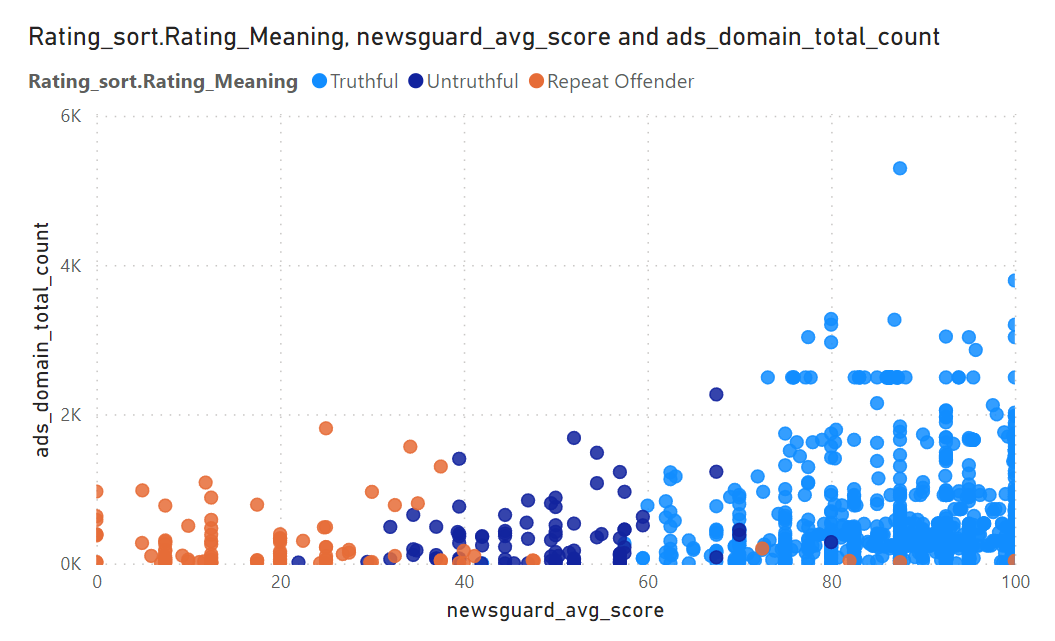 Rating_sort.Rating_Meaning, newsguard_avg_score and ads_domain_total_count
Rating_sort.Rating_Meaning Truthful Untruthful Repeat Offender
6K
4K
2K
0K
ads_domain_total_count
0 20 40 60 80 100
newsguard_avg_score